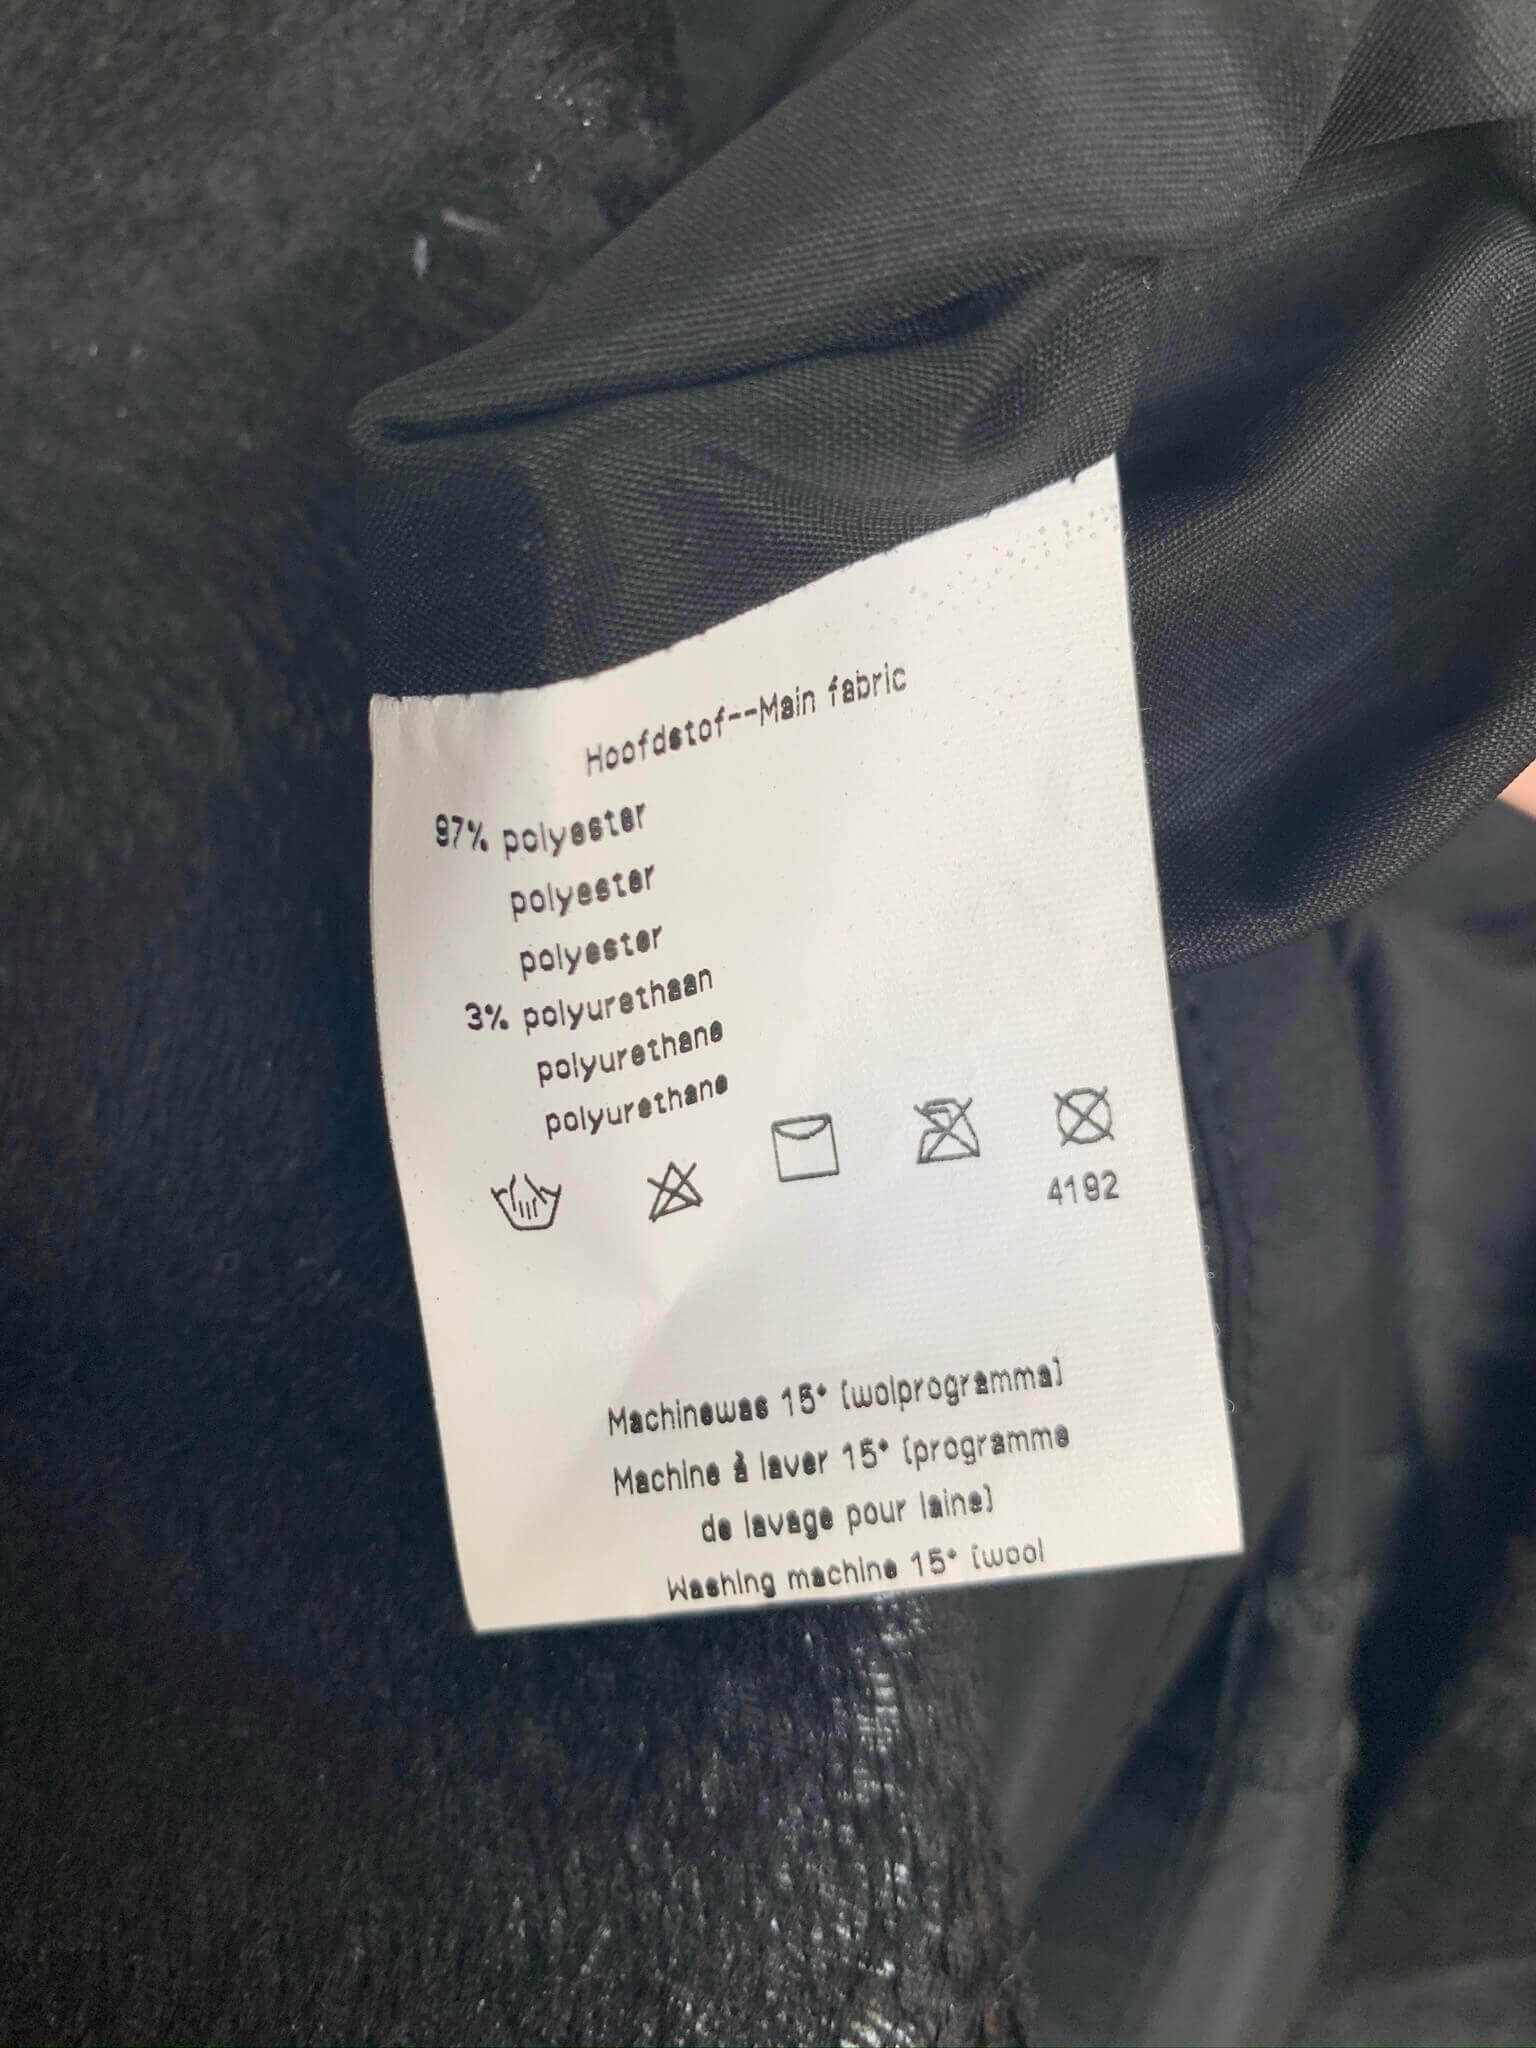 Hoofdstof--Main fabric
97% polyester
polyester
polyester
3% polyurethaan
polyurethane
polyurethane
4192
Machinewas 15° [wolprogramma]
Machine à laver 15° [programme
de lavage pour laine]
Washing machine 15° [wool